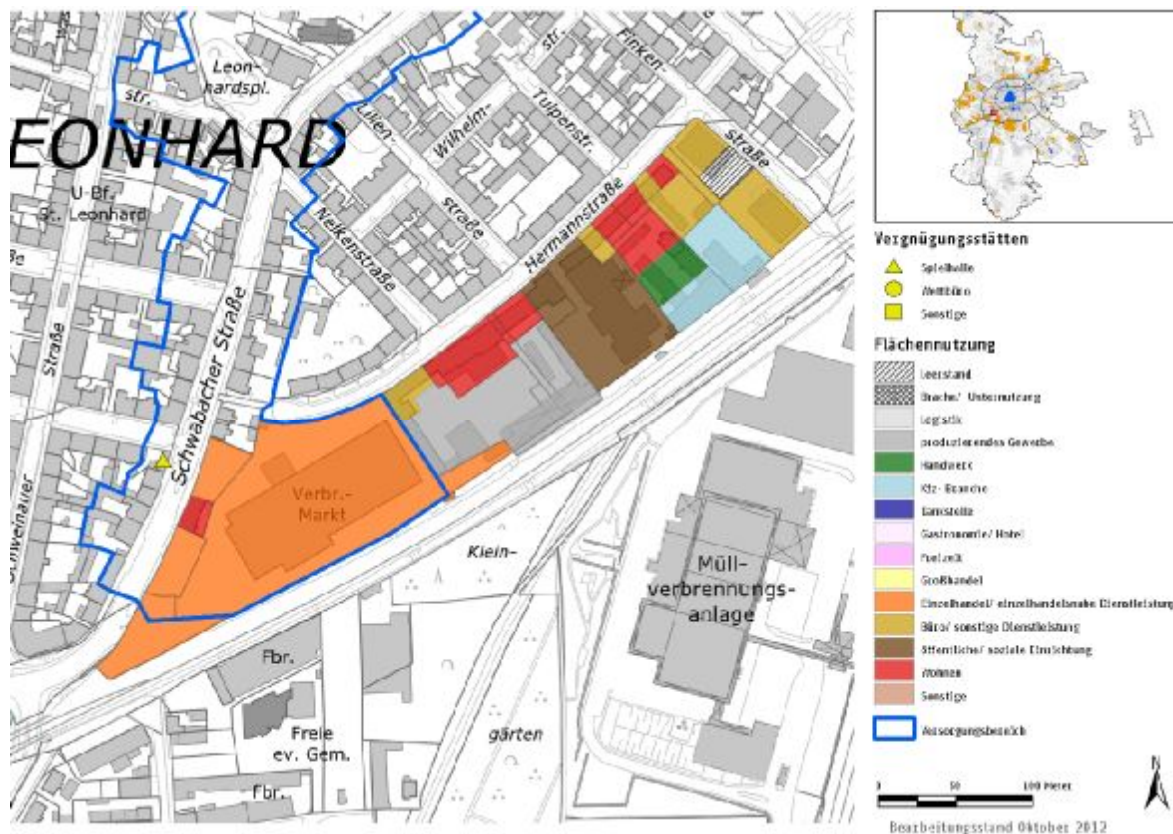 Leon-
hardspl.
str.
EONHARD
U-Bf.
St. Leonhard
Straße
Schweinauer
Schwabacher Straße
Lilien-
straße
Wilhelm-
Tulpenstr.
str.
Finken-
straße
Nelkenstraße
Hermannstraße
Verbr.-
Markt
Klein-
gärten
Müll-
verbrennungs-
anlage
Fbr.
Freie
ev. Gem.
Fbr.
Vergnügungsstätten
Spielhalle
Wettbüro
Sonstige
Flächennutzung
Leerstand
Brache/ Unternutzung
Logistik
produzierendes Gewerbe
Handwerk
Kfz- Branche
Tankstelle
Gastronomie/ Hotel
Freizeit
Großhandel
Einzelhandel/ einzelhandelsnahe Dienstleistung
Büro/ sonstige Dienstleistung
öffentliche/ soziale Einrichtung
Wohnen
Sonstige
N
0 50 100 Meter
Bearbeitungsstand Oktober 2012